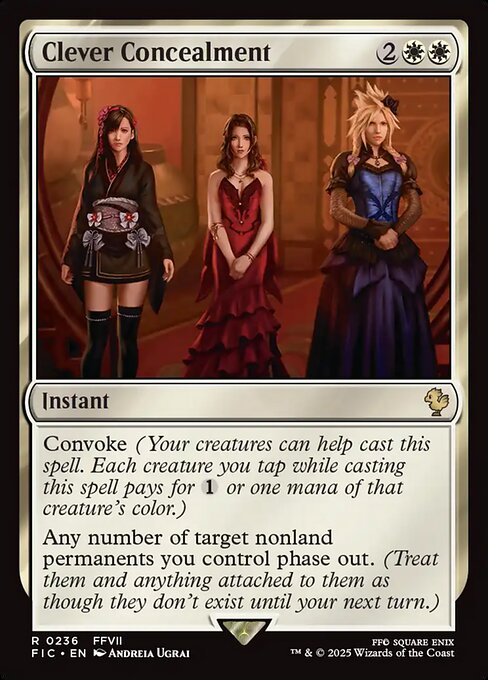 Clever Concealment 2
Instant
Convoke (Your creatures can help cast this
spell. Each creature you tap while casting
this spell pays for 1 or one mana of that
creature's color.)
Any number of target nonland
permanents you control phase out. (Treat
them and anything attached to them as
though they don't exist until your next turn.)
R 0236 FFVII
FIC • EN Andreia Ugrai
FF© SQUARE ENIX
™ & © 2025 Wizards of the Coast